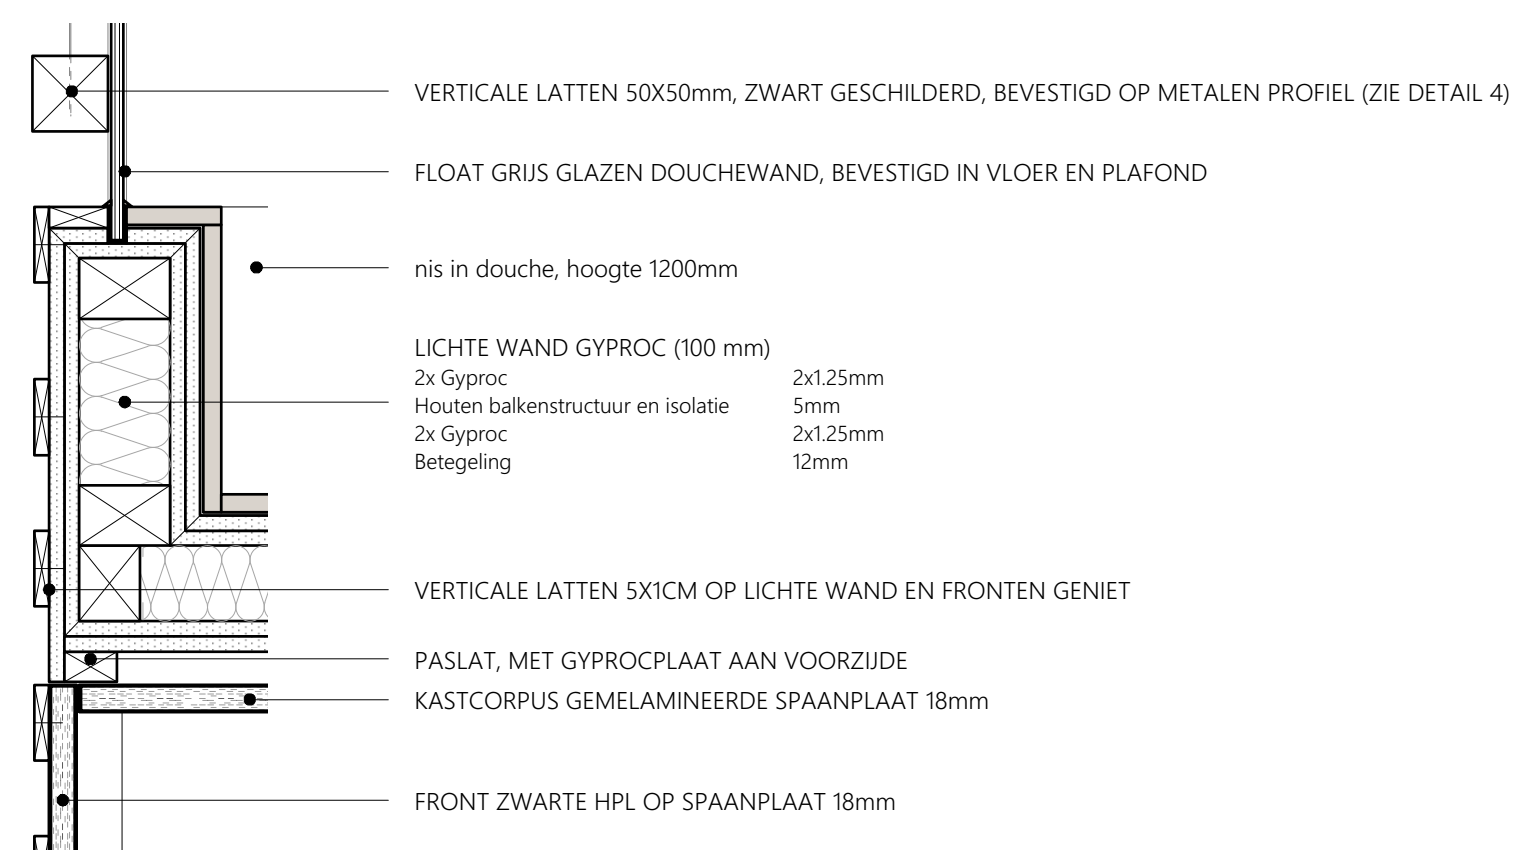 VERTICALE LATTEN 50X50mm, ZWART GESCHILDERD, BEVESTIGD OP METALEN PROFIEL (ZIE DETAIL 4)
FLOAT GRIJS GLAZEN DOUCHEWAND, BEVESTIGD IN VLOER EN PLAFOND
nis in douche, hoogte 1200mm
LICHTE WAND GYPROC (100 mm)
2x Gyproc 2x1.25mm
Houten balkenstructuur en isolatie 5mm
2x Gyproc 2x1.25mm
Betegeling 12mm
VERTICALE LATTEN 5X1CM OP LICHTE WAND EN FRONTEN GENIET
PASLAT, MET GYPROCPLAAT AAN VOORZIJDE
KASTCORPUS GEMELAMINEERDE SPAANPLAAT 18mm
FRONT ZWARTE HPL OP SPAANPLAAT 18mm